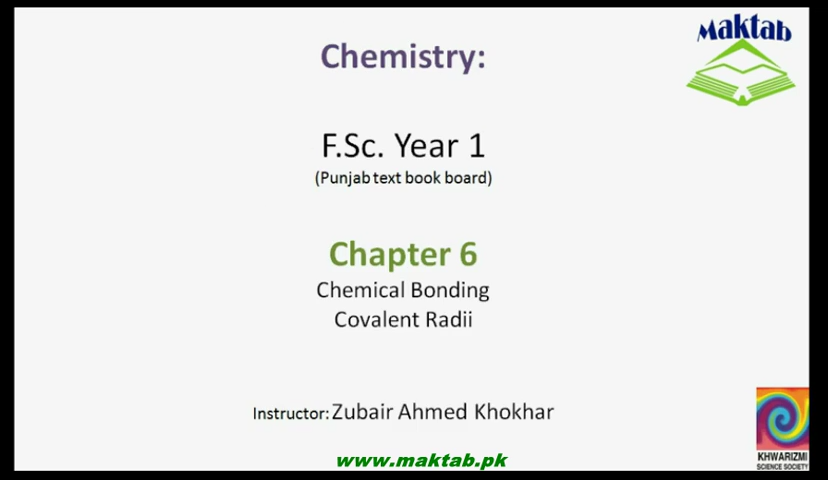 Maktab
Chemistry:
F.Sc. Year 1
(Punjab text book board)
Chapter 6
Chemical Bonding
Covalent Radii
Instructor: Zubair Ahmed Khokhar
KHWARIZMI
SCIENCE SOCIETY
www.maktab.pk